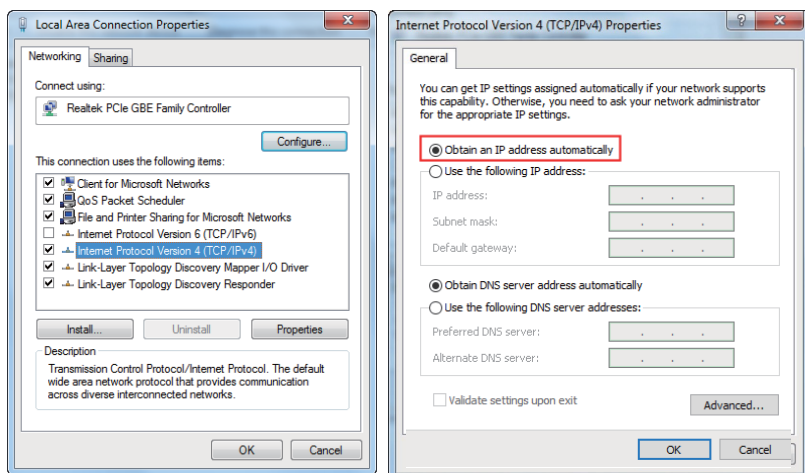 Local Area Connection Properties
Networking
Sharing
Connect using:
Realtek PCIe GBE Family Controller
Configure...
This connection uses the following items:
Client for Microsoft Networks
QoS Packet Scheduler
File and Printer Sharing for Microsoft Networks
Internet Protocol Version 6 (TCP/IPv6)
Internet Protocol Version 4 (TCP/IPv4)
Link-Layer Topology Discovery Mapper I/O Driver
Link-Layer Topology Discovery Responder
Install...
Uninstall
Properties
Description
Transmission Control Protocol/Internet Protocol. The default
wide area network protocol that provides communication
across diverse interconnected networks.
OK
Cancel
Internet Protocol Version 4 (TCP/IPv4) Properties
General
You can get IP settings assigned automatically if your network supports
this capability. Otherwise, you need to ask your network administrator
for the appropriate IP settings.
Obtain an IP address automatically
Use the following IP address:
IP address:
Subnet mask:
Default gateway:
Obtain DNS server address automatically
Use the following DNS server addresses:
Preferred DNS server:
Alternate DNS server:
Validate settings upon exit
Advanced...
OK
Cancel